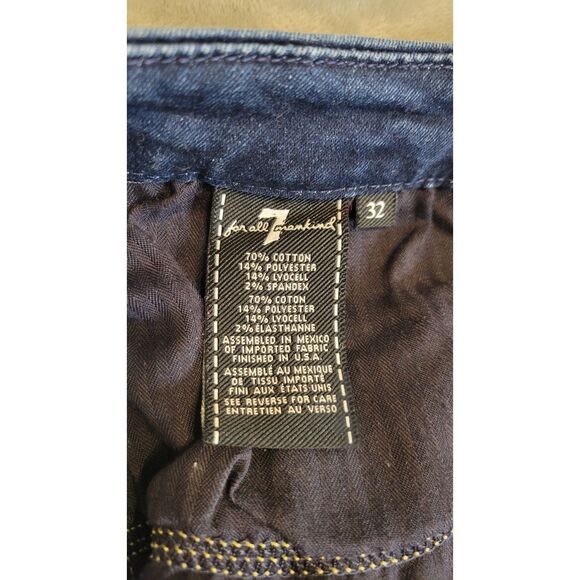 7
for all mankind
32
70% COTTON
14% POLYESTER
14% LYOCELL
2% SPANDEX
70% COTON
14% POLYESTER
14% LYOCELL
2% ÉLASTHANNE
ASSEMBLED IN MEXICO
OF IMPORTED FABRIC
FINISHED IN U.S.A.
ASSEMBLÉ AU MEXIQUE
DE TISSU IMPORTÉ
FINI AUX ÉTATS UNIS
SEE REVERSE FOR CARE
ENTRETIEN AU VERSO